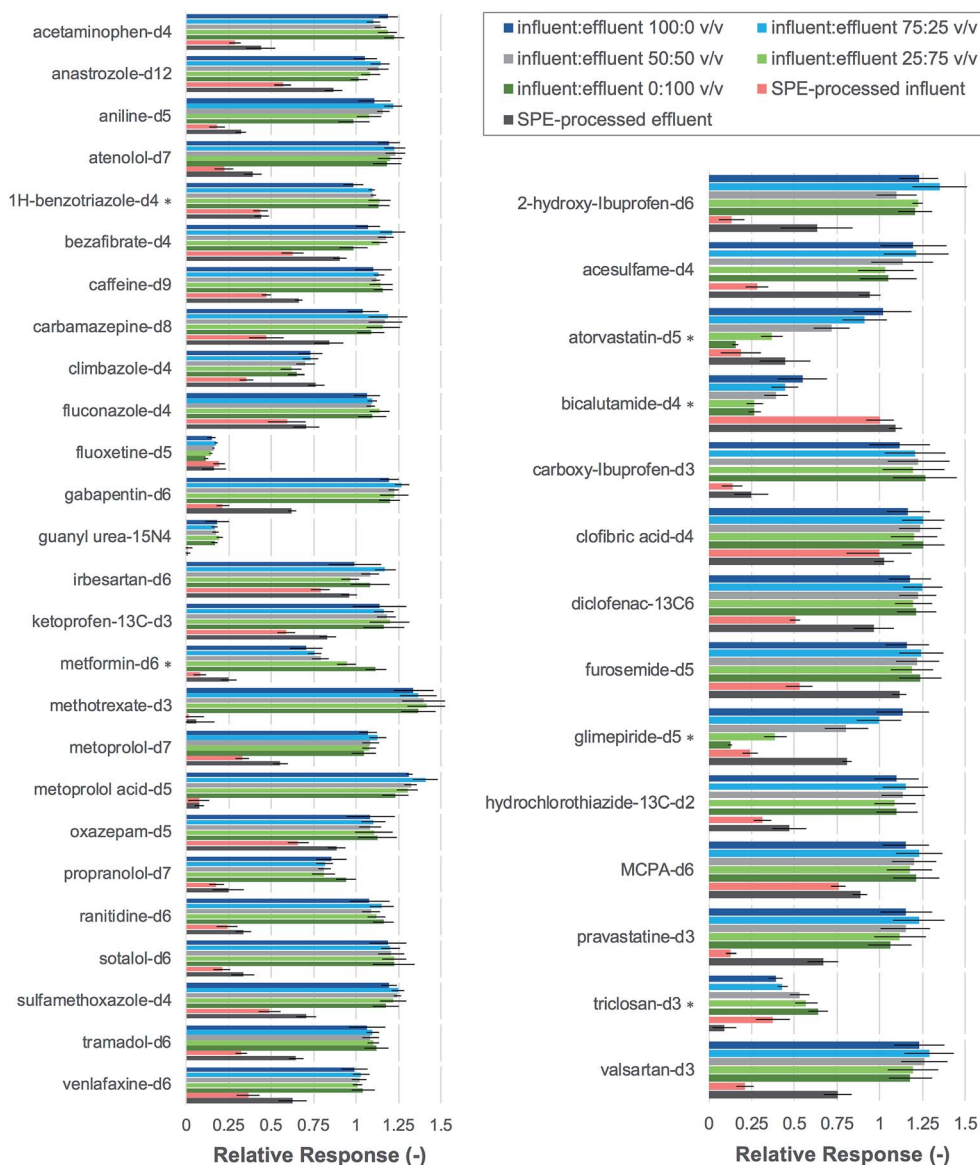 influent:effluent 100:0 v/v
influent:effluent 75:25 v/v
influent:effluent 50:50 v/v
influent:effluent 25:75 v/v
influent:effluent 0:100 v/v
SPE-processed influent
SPE-processed effluent
acetaminophen-d4
anastrozole-d12
aniline-d5
atenolol-d7
1H-benzotriazole-d4 *
bezafibrate-d4
caffeine-d9
carbamazepine-d8
climbazole-d4
fluconazole-d4
fluoxetine-d5
gabapentin-d6
guanyl urea-15N4
irbesartan-d6
ketoprofen-13C-d3
metformin-d6 *
methotrexate-d3
metoprolol-d7
metoprolol acid-d5
oxazepam-d5
propranolol-d7
ranitidine-d6
sotalol-d6
sulfamethoxazole-d4
tramadol-d6
venlafaxine-d6
0 0.25 0.5 0.75 1 1.25 1.5
Relative Response (-)
2-hydroxy-Ibuprofen-d6
acesulfame-d4
atorvastatin-d5 *
bicalutamide-d4 *
carboxy-Ibuprofen-d3
clofibric acid-d4
diclofenac-13C6
furosemide-d5
glimepiride-d5 *
hydrochlorothiazide-13C-d2
MCPA-d6
pravastatine-d3
triclosan-d3 *
valsartan-d3
0 0.25 0.5 0.75 1 1.25 1.5
Relative Response (-)